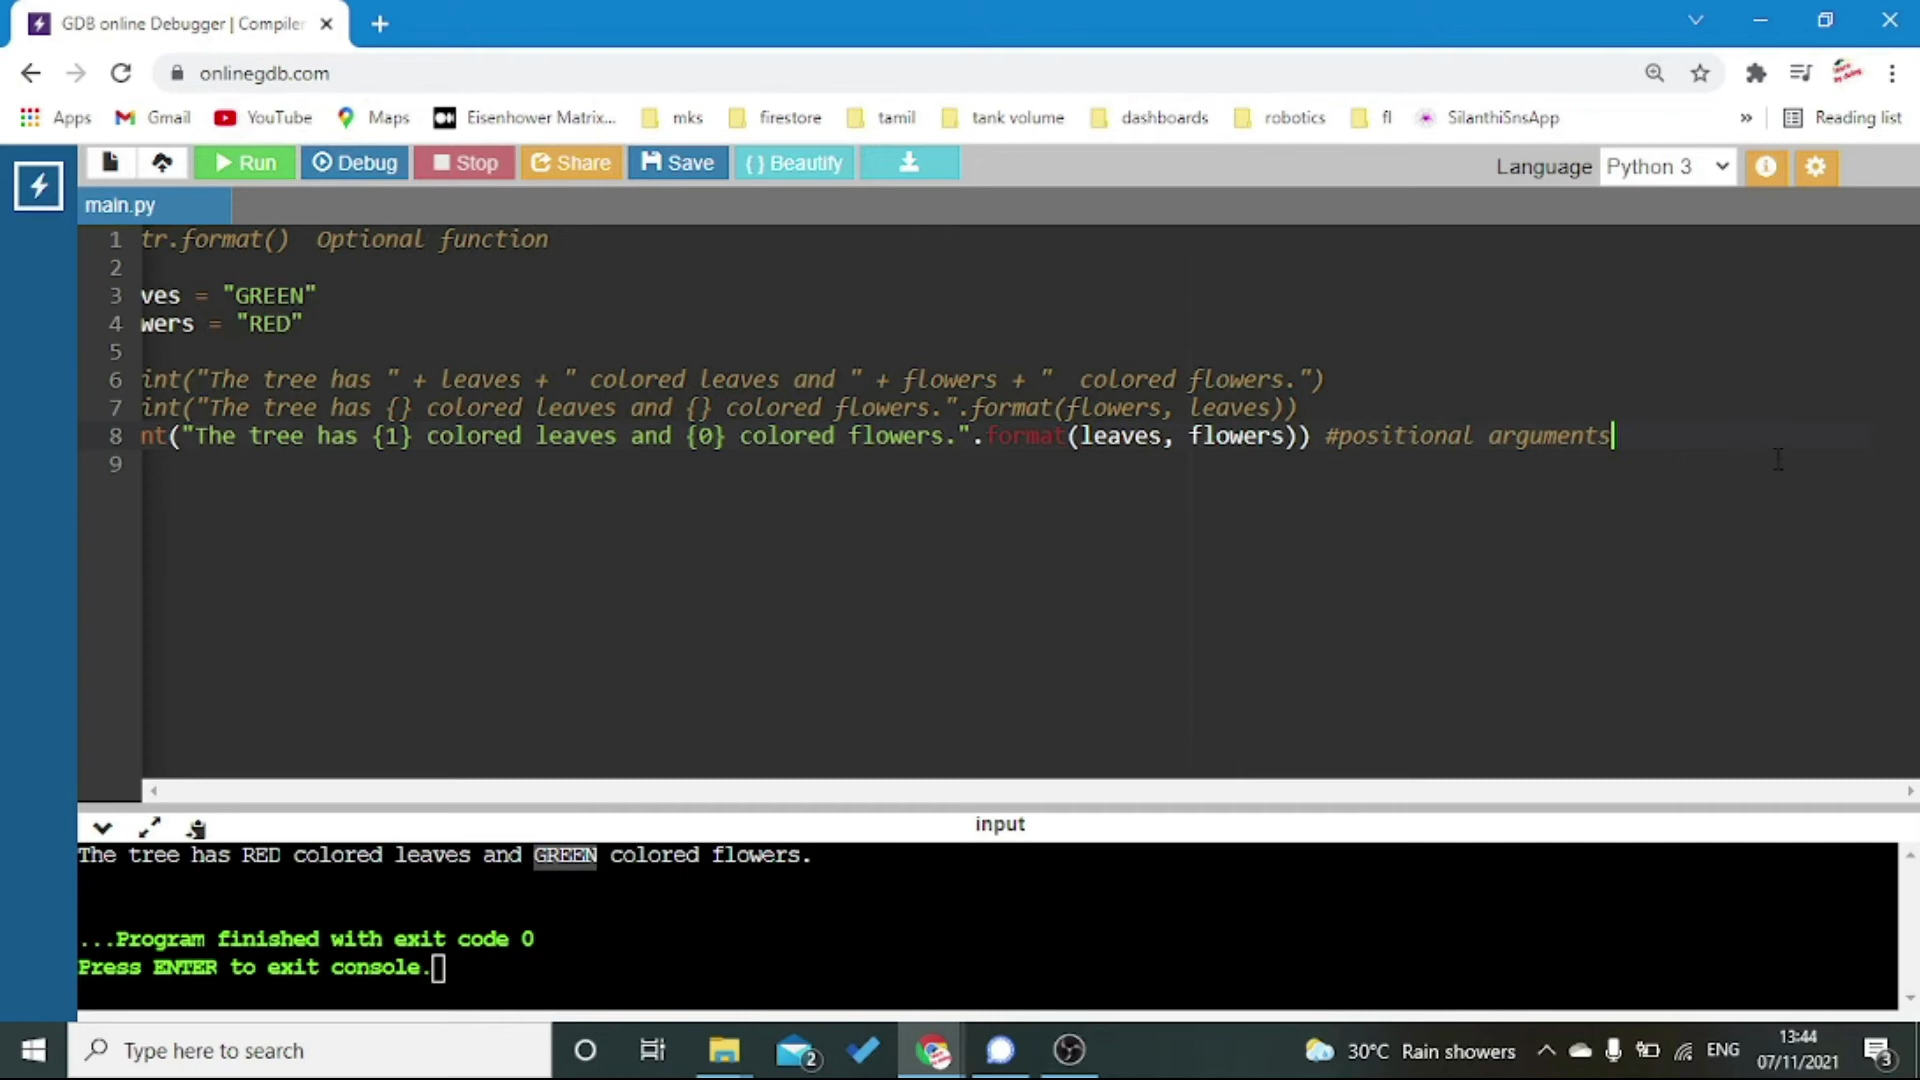 GDB online Debugger | Compiler
onlinegdb.com
Apps Gmail YouTube Maps Eisenhower Matrix... mks firestore tamil tank volume dashboards robotics fl SilanthiSnsApp » Reading list
Run Debug Stop Share Save { } Beautify Language Python 3
main.py
1 tr.format()  Optional function
2
3 ves = "GREEN"
4 wers = "RED"
5
6 int("The tree has " + leaves + " colored leaves and " + flowers + "  colored flowers.")
7 int("The tree has {} colored leaves and {} colored flowers.".format(flowers, leaves))
8 nt("The tree has {1} colored leaves and {0} colored flowers.".format(leaves, flowers)) #positional arguments
9
input
The tree has RED colored leaves and GREEN colored flowers.
...Program finished with exit code 0
Press ENTER to exit console.
Type here to search 2 30°C Rain showers ENG 13:44
07/11/2021 3